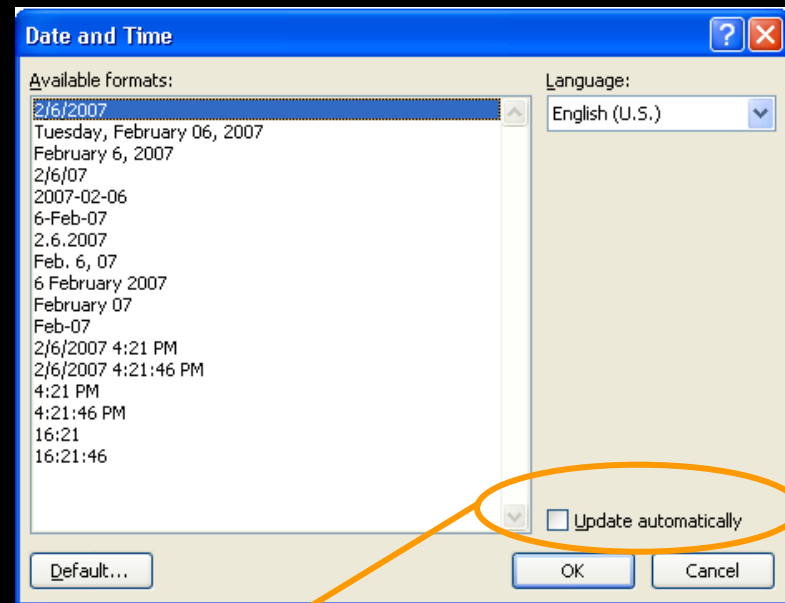 Date and Time
Available formats:
Language:
2/6/2007
English (U.S.)
Tuesday, February 06, 2007
February 6, 2007
2/6/07
2007-02-06
6-Feb-07
2.6.2007
Feb. 6, 07
6 February 2007
February 07
Feb-07
2/6/2007 4:21 PM
2/6/2007 4:21:46 PM
4:21 PM
4:21:46 PM
16:21
16:21:46
Update automatically
Default...
OK
Cancel